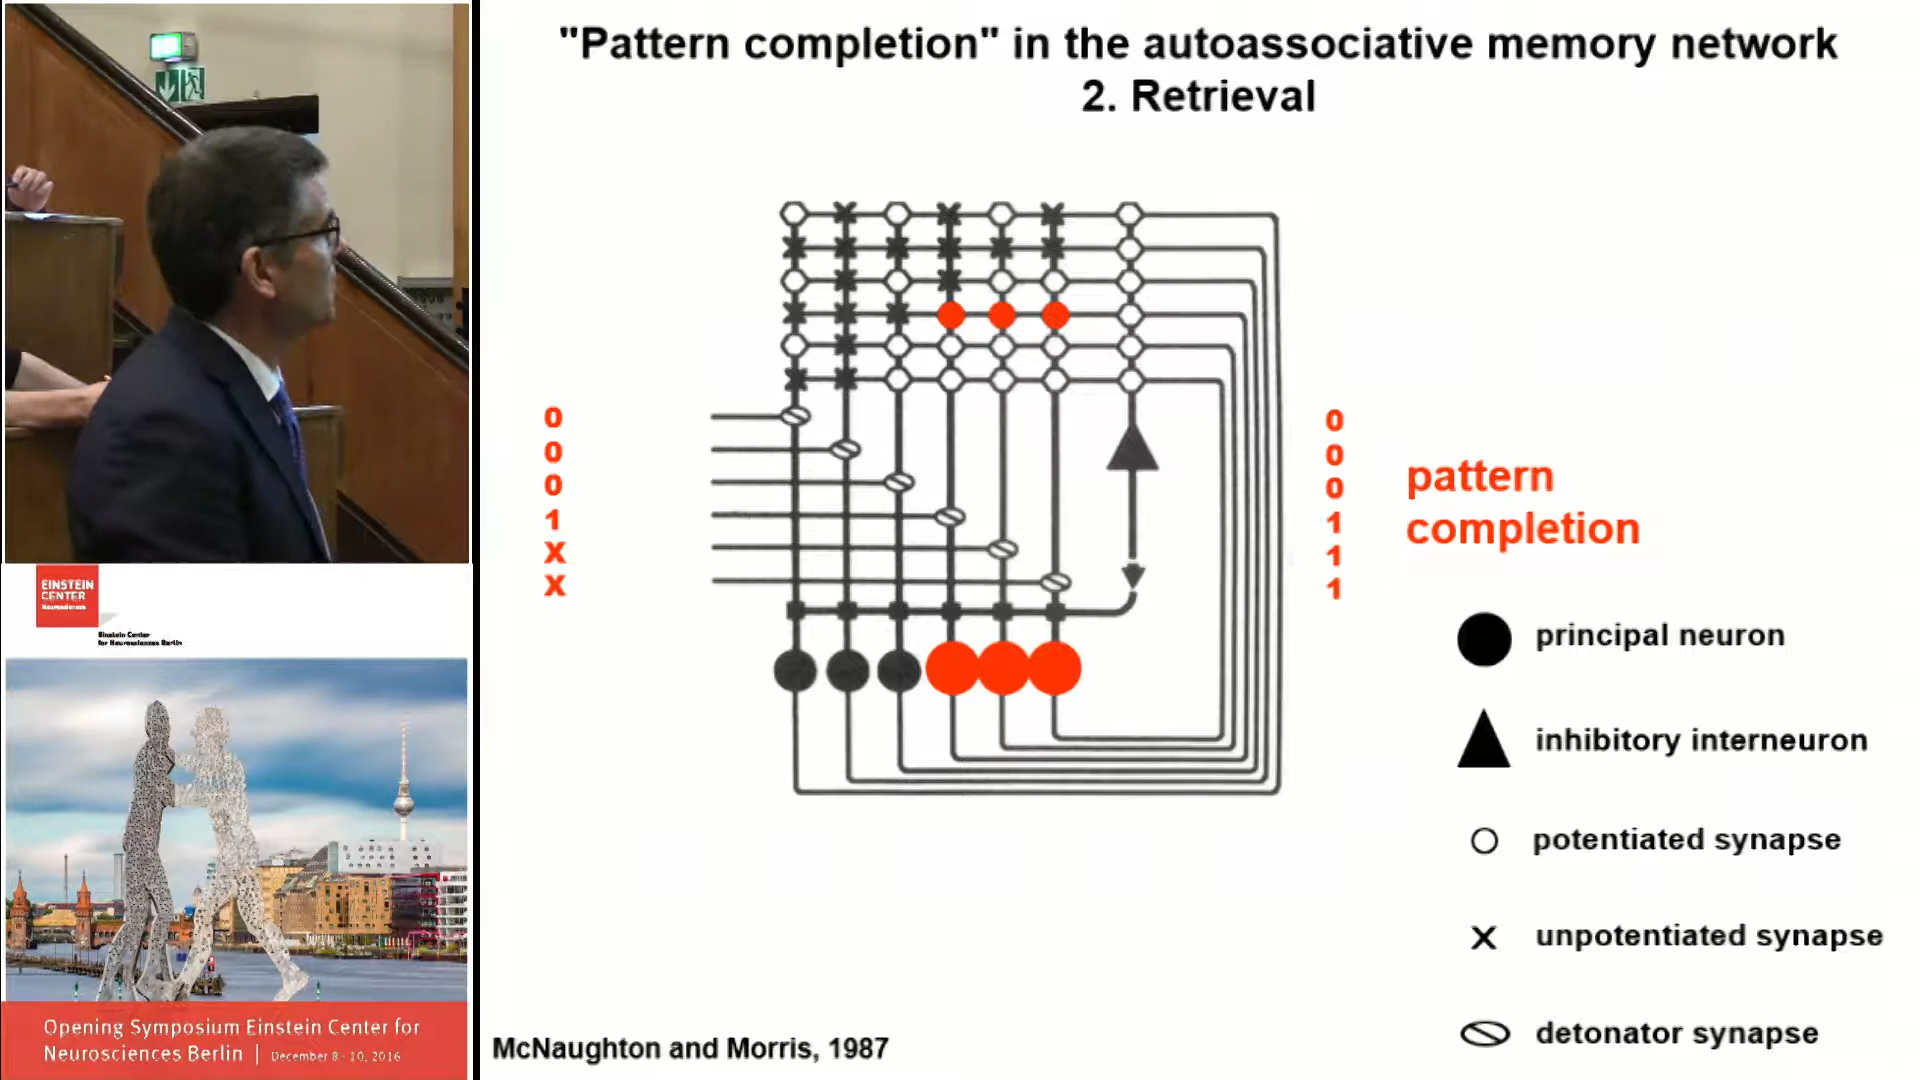 "Pattern completion" in the autoassociative memory network
2. Retrieval
0
0
0
1
X
X
0
0
0
1
1
1
pattern
completion
principal neuron
inhibitory interneuron
potentiated synapse
x unpotentiated synapse
detonator synapse
McNaughton and Morris, 1987
EINSTEIN
CENTER
Neurosciences
Einstein Center
for Neurosciences Berlin
Opening Symposium Einstein Center for
Neurosciences Berlin | December 8 - 10, 2016